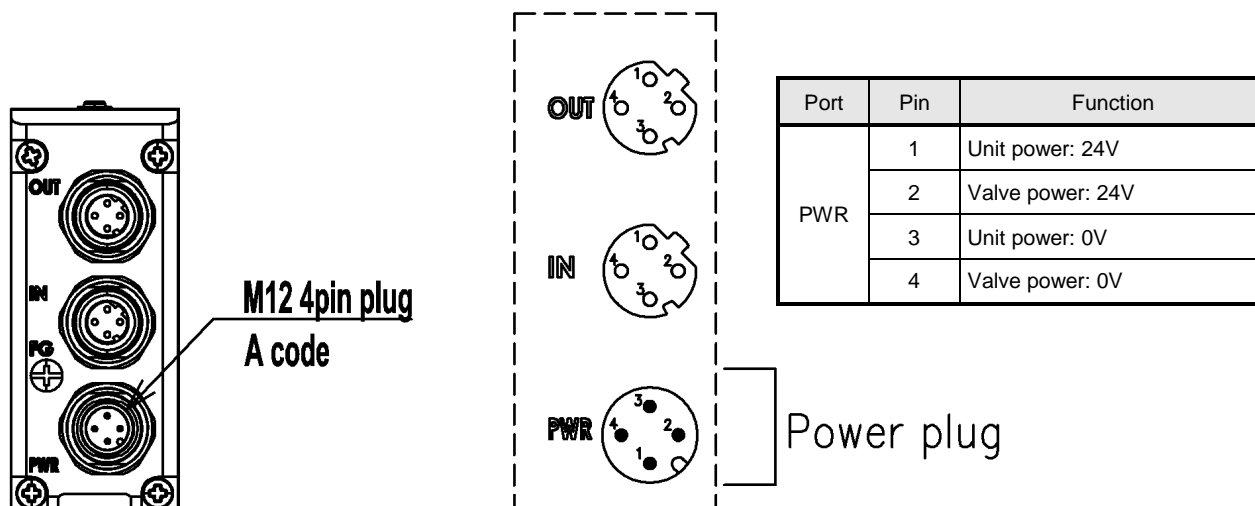 OUT
IN
FG
PWR
M12 4pin plug
A code
OUT
1
4
2
3
IN
1
4
2
3
PWR
3
4
2
1
Power plug
Port Pin Function
PWR
1 Unit power: 24V
2 Valve power: 24V
3 Unit power: 0V
4 Valve power: 0V